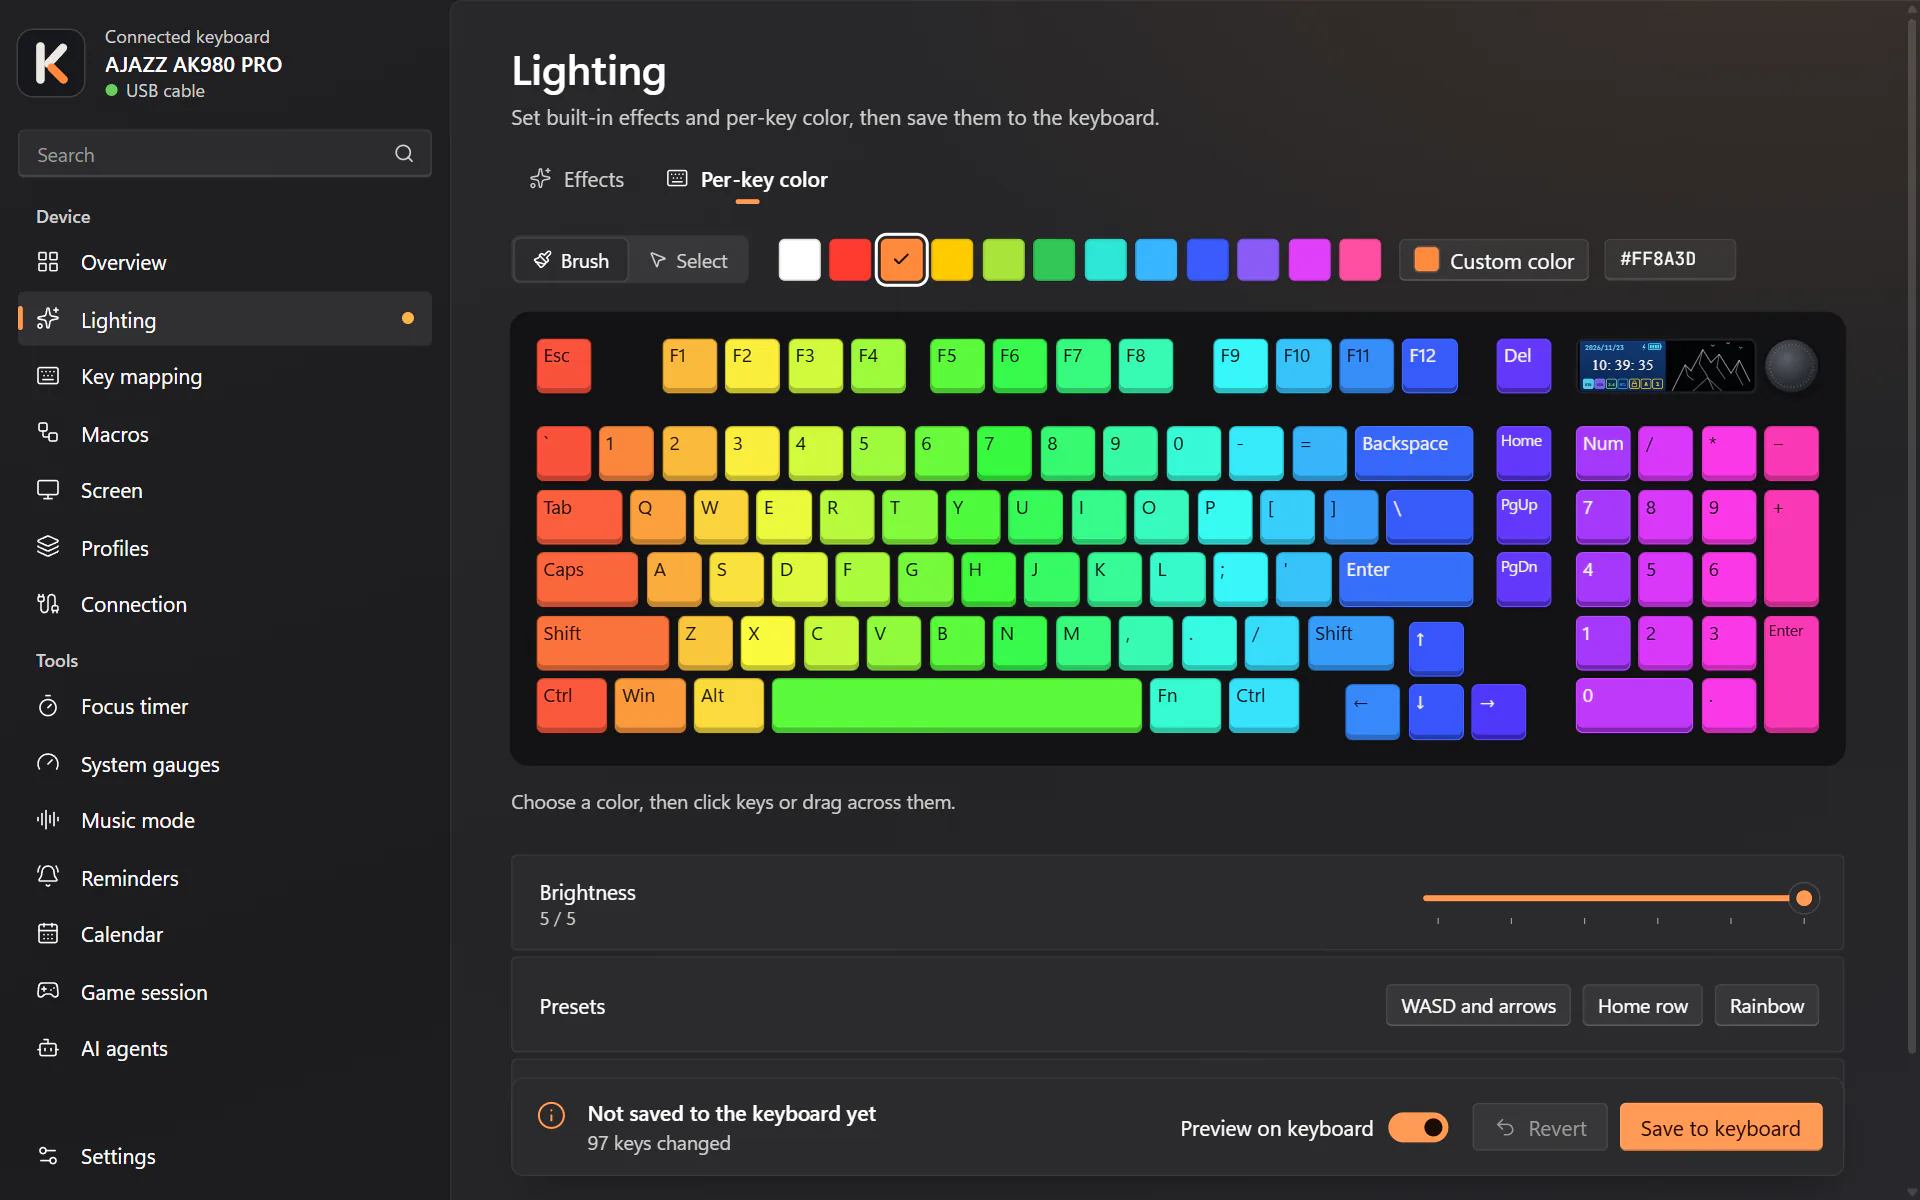 Connected keyboard
AJAZZ AK980 PRO
USB cable
Search
Device
Overview
Lighting
Key mapping
Macros
Screen
Profiles
Connection
Tools
Focus timer
System gauges
Music mode
Reminders
Calendar
Game session
AI agents
Settings
Lighting
Set built-in effects and per-key color, then save them to the keyboard.
Effects Per-key color
Brush Select Custom color #FF8A3D
Esc F1 F2 F3 F4 F5 F6 F7 F8 F9 F10 F11 F12 Del
2026/11/23
10: 39: 35
` 1 2 3 4 5 6 7 8 9 0 - = Backspace Home Num / * −
Tab Q W E R T Y U I O P [ ] \ PgUp 7 8 9 +
Caps A S D F G H J K L ; ' Enter PgDn 4 5 6
Shift Z X C V B N M , . / Shift ↑ 1 2 3 Enter
Ctrl Win Alt Fn Ctrl ← ↓ → 0 .
Choose a color, then click keys or drag across them.
Brightness
5 / 5
Presets WASD and arrows Home row Rainbow
Not saved to the keyboard yet
97 keys changed
Preview on keyboard Revert Save to keyboard